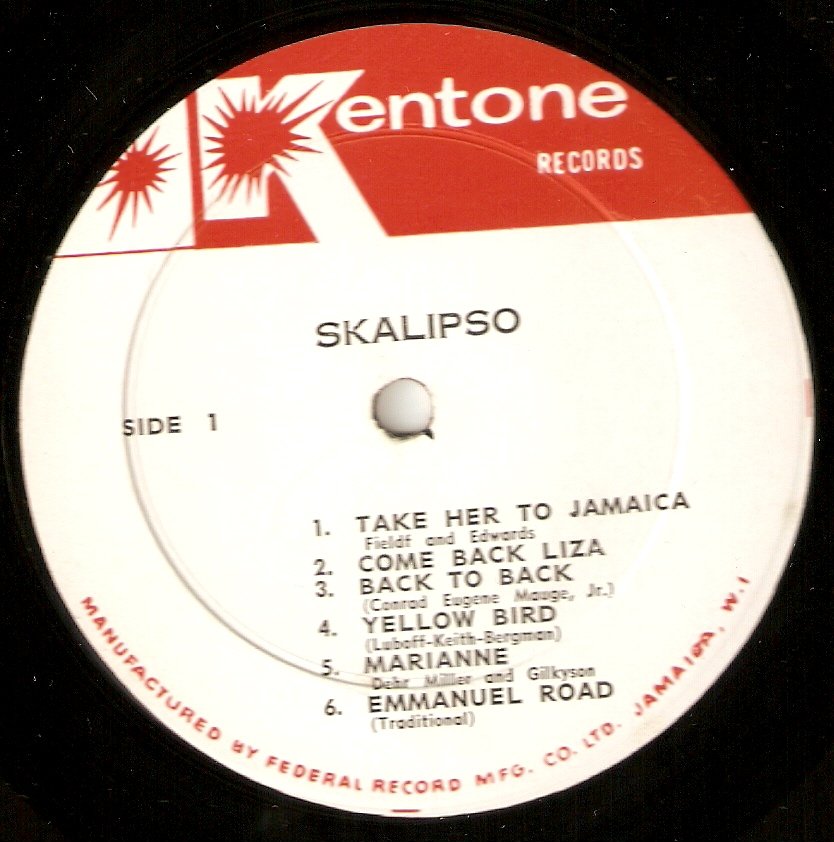 Kentone
RECORDS
SKALIPSO
SIDE 1
1. TAKE HER TO JAMAICA
Fieldf and Edwards
2. COME BACK LIZA
3. BACK TO BACK
(Conrad Eugene Mauge, Jr.)
4. YELLOW BIRD
(Luboff-Keith-Bergman)
5. MARIANNE
Dehr Milller and Gilkyson
6. EMMANUEL ROAD
(Traditional)
MANUFACTURED BY FEDERAL RECORD MFG. CO. LTD. JAMAICA, W.I